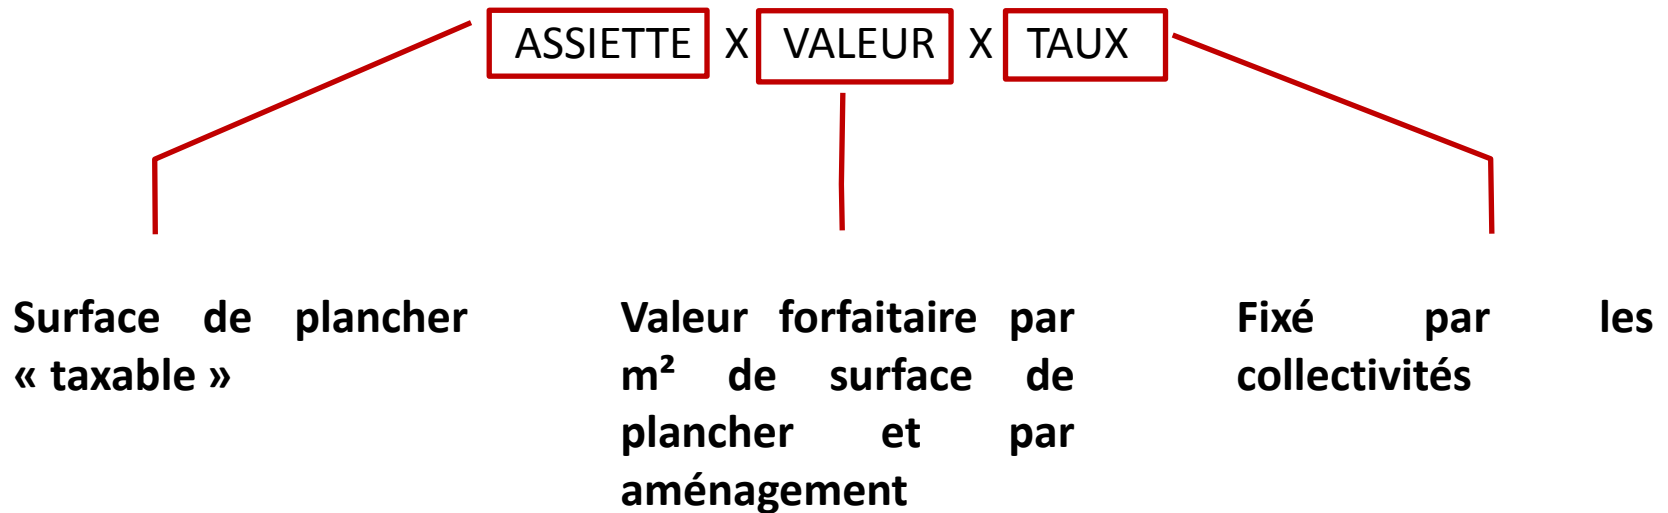 ASSIETTE X VALEUR X TAUX
Surface de plancher
« taxable »
Valeur forfaitaire par
m² de surface de
plancher et par
aménagement
Fixé par les
collectivités